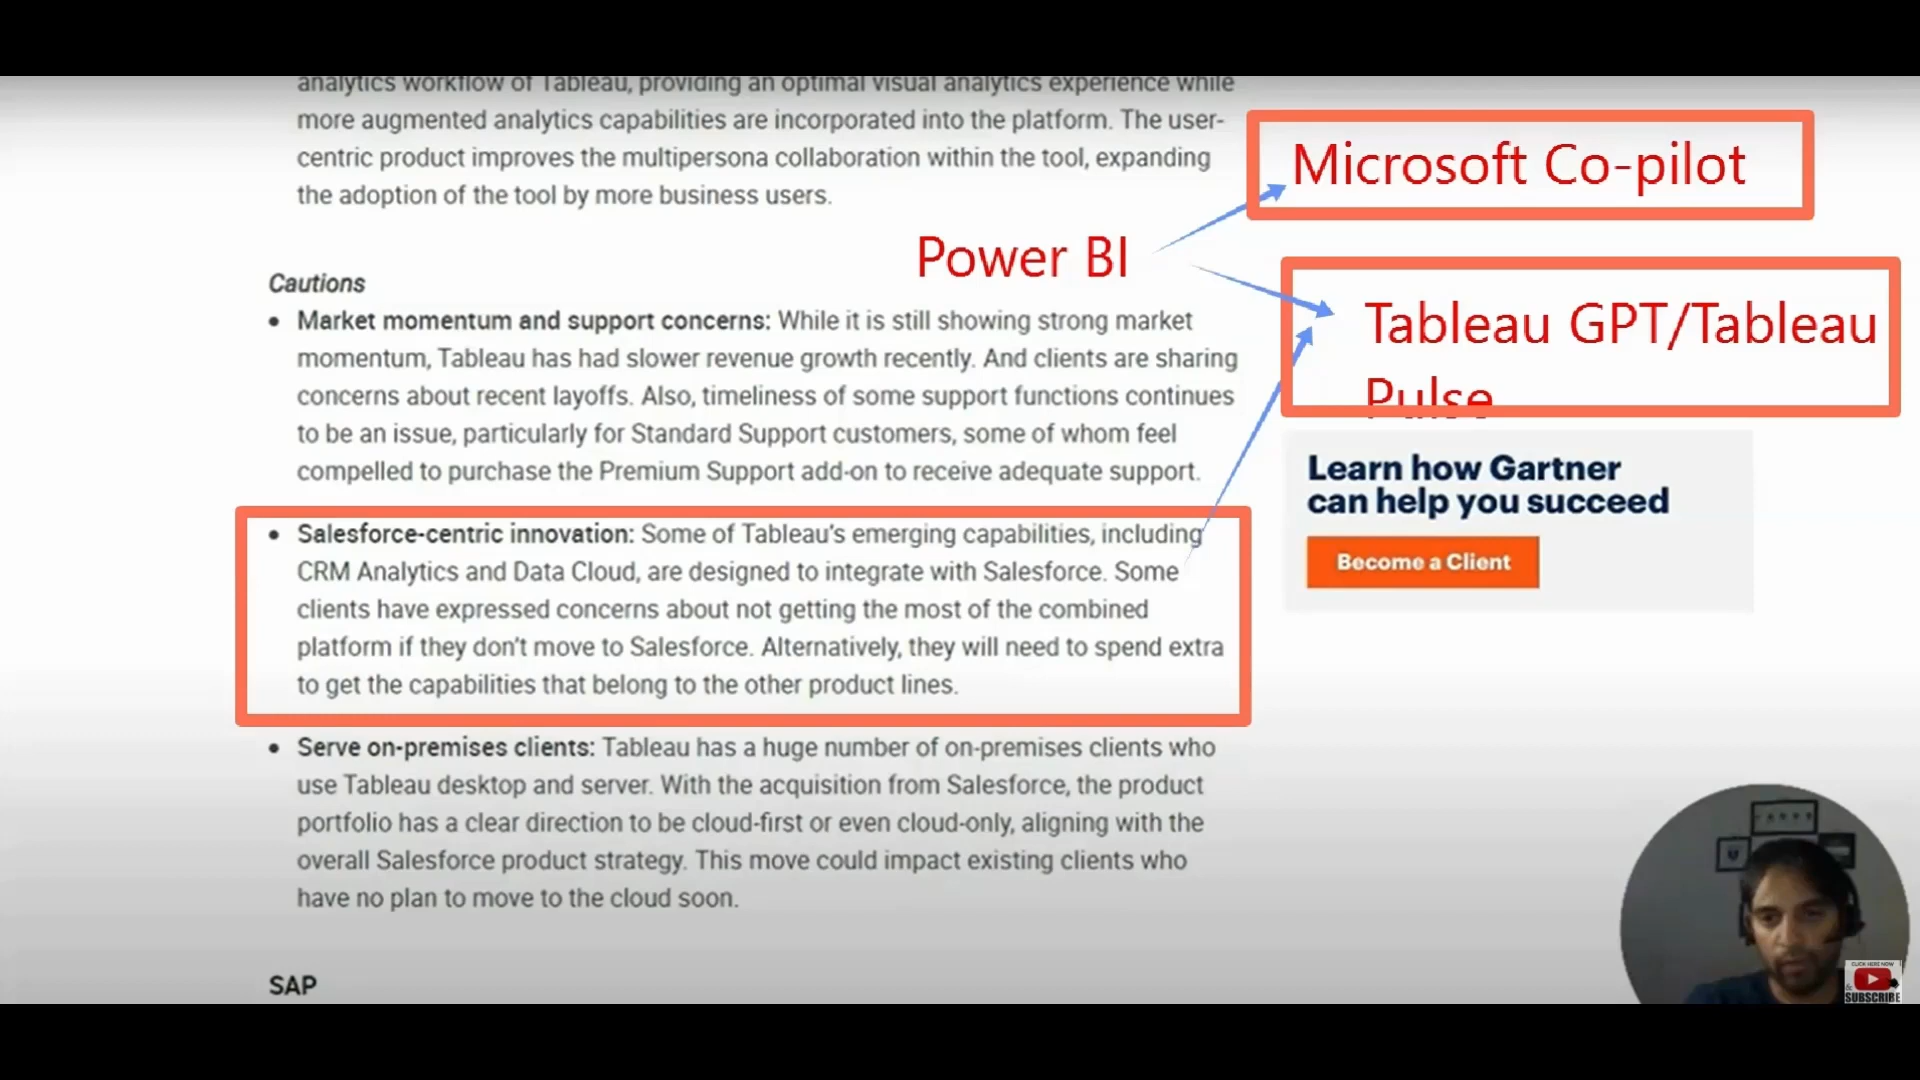 analytics workflow of Tableau, providing an optimal visual analytics experience while
more augmented analytics capabilities are incorporated into the platform. The user-
centric product improves the multipersona collaboration within the tool, expanding
the adoption of the tool by more business users.
Microsoft Co-pilot
Power BI
Tableau GPT/Tableau
Pulse
Cautions
• Market momentum and support concerns: While it is still showing strong market
momentum, Tableau has had slower revenue growth recently. And clients are sharing
concerns about recent layoffs. Also, timeliness of some support functions continues
to be an issue, particularly for Standard Support customers, some of whom feel
compelled to purchase the Premium Support add-on to receive adequate support.
• Salesforce-centric innovation: Some of Tableau's emerging capabilities, including
CRM Analytics and Data Cloud, are designed to integrate with Salesforce. Some
clients have expressed concerns about not getting the most of the combined
platform if they don't move to Salesforce. Alternatively, they will need to spend extra
to get the capabilities that belong to the other product lines.
• Serve on-premises clients: Tableau has a huge number of on-premises clients who
use Tableau desktop and server. With the acquisition from Salesforce, the product
portfolio has a clear direction to be cloud-first or even cloud-only, aligning with the
overall Salesforce product strategy. This move could impact existing clients who
have no plan to move to the cloud soon.
SAP
Learn how Gartner
can help you succeed
Become a Client
CLICK HERE NOW
SUBSCRIBE